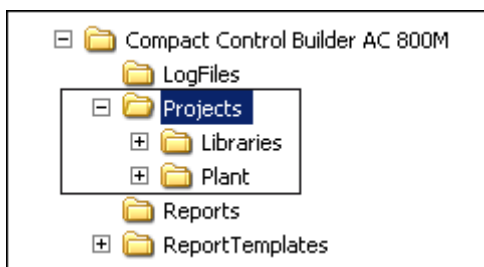 Compact Control Builder AC 800M
LogFiles
Projects
Libraries
Plant
Reports
ReportTemplates